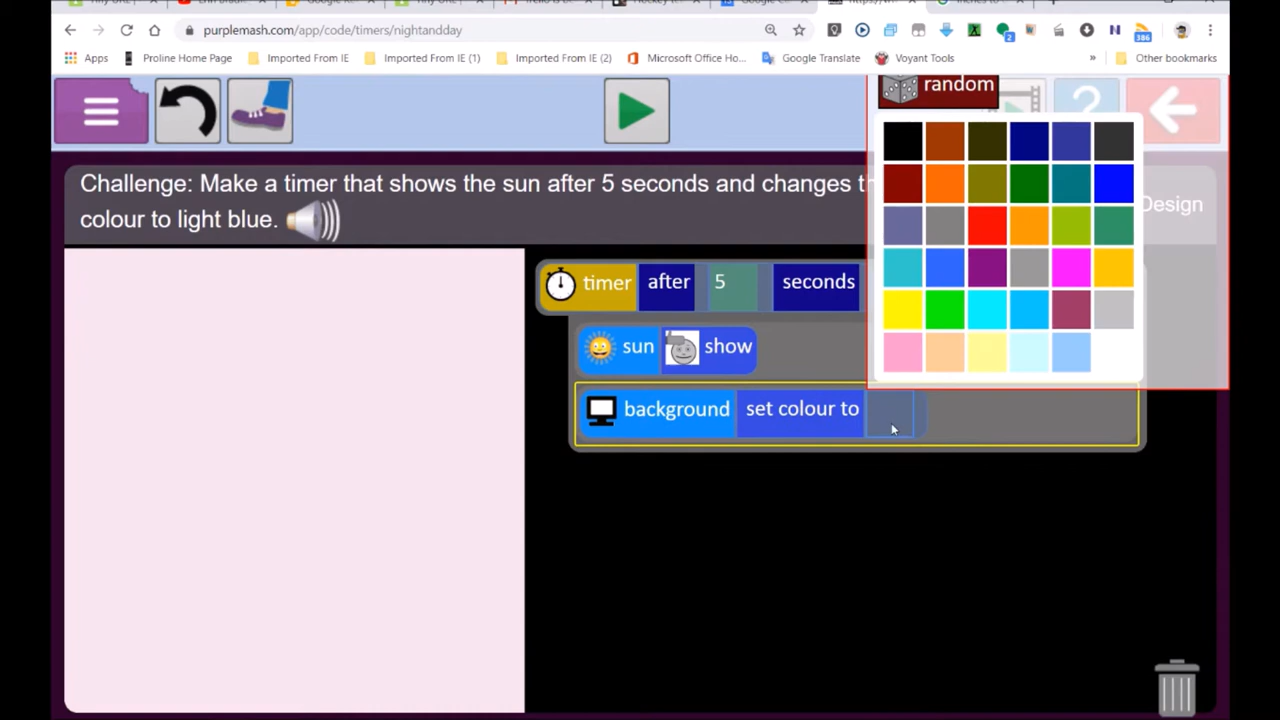 purplemash.com/app/code/timers/nightandday
386
2
Apps
Proline Home Page
Imported From IE
Imported From IE (1)
Imported From IE (2)
Microsoft Office Ho...
Google Translate
Voyant Tools
»
Other bookmarks
random
?
Challenge: Make a timer that shows the sun after 5 seconds and changes
colour to light blue.
Design
timer after 5 seconds
sun show
background set colour to